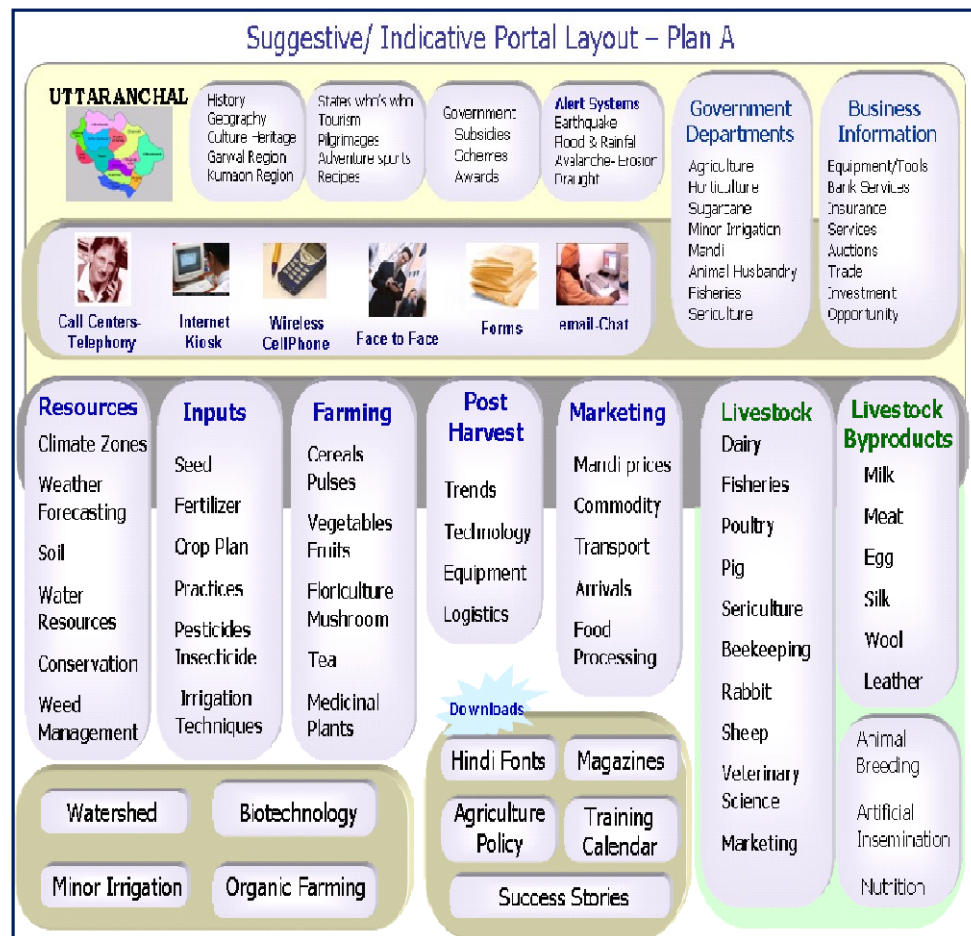 Suggestive/ Indicative Portal Layout – Plan A
UTTARANCHAL
History
Geography
Culture Heritage
Garwal Region
Kumaon Region
States who's who
Tourism
Pilgrimages
Adventure sports
Recipes
Government
Subsidies
Schemes
Awards
Alert Systems
Earthquake
Flood & Rainfal
Avalanche- Erosion
Draught
Government
Departments
Agriculture
Horticulture
Sugarcane
Minor Irrigation
Mandi
Animal Husbandry
Fisheries
Sericulture
Business
Information
Equipment/Tools
Bank Services
Insurance
Services
Auctions
Trade
Investment
Opportunity
Call Centers-
Telephony
Internet
Kiosk
Wireless
CellPhone
Face to Face
Forms
email-Chat
Resources
Climate Zones
Weather
Forecasting
Soil
Water
Resources
Conservation
Weed
Management
Inputs
Seed
Fertilizer
Crop Plan
Practices
Pesticides
Insecticide
Irrigation
Techniques
Farming
Cereals
Pulses
Vegetables
Fruits
Floriculture
Mushroom
Tea
Medicinal
Plants
Post
Harvest
Trends
Technology
Equipment
Logistics
Marketing
Mandi prices
Commodity
Transport
Arrivals
Food
Processing
Livestock
Dairy
Fisheries
Poultry
Pig
Sericulture
Beekeeping
Rabbit
Sheep
Veterinary
Science
Marketing
Livestock
Byproducts
Milk
Meat
Egg
Silk
Wool
Leather
Animal
Breeding
Artificial
Insemination
Nutrition
Watershed
Biotechnology
Minor Irrigation
Organic Farming
Downloads
Hindi Fonts
Magazines
Agriculture
Policy
Training
Calendar
Success Stories